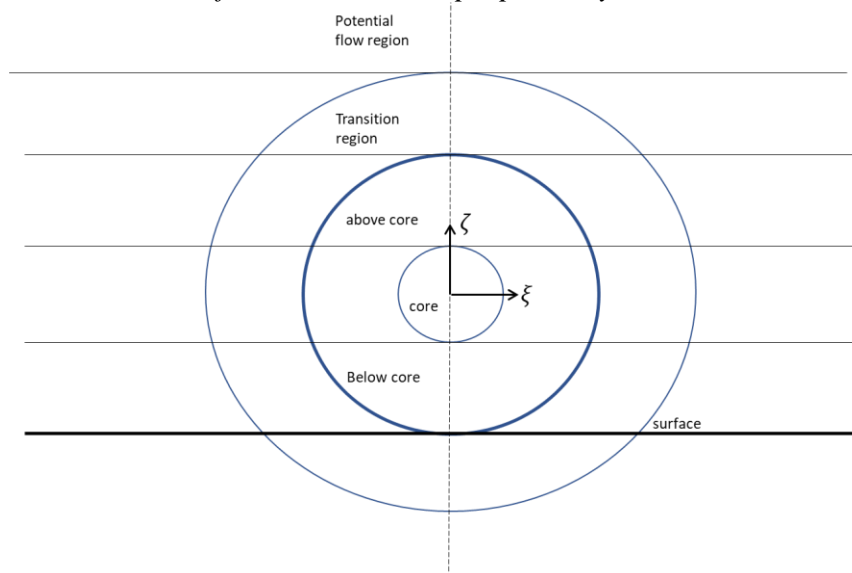 Potential
flow region
Transition
region
above core
ζ
ξ
core
Below core
surface